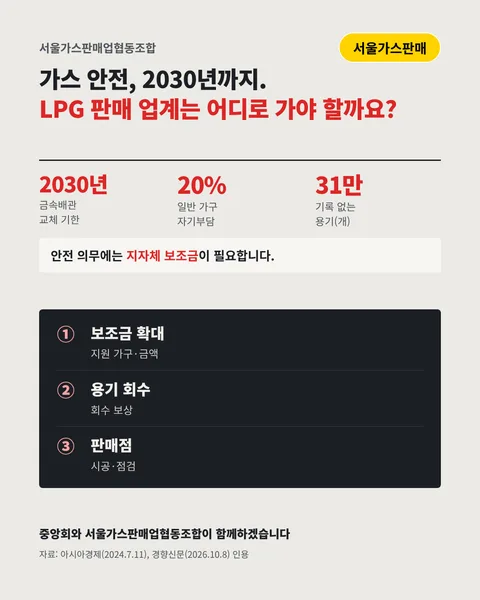 서울가스판매업협동조합
서울가스판매
가스 안전, 2030년까지.
LPG 판매 업계는 어디로 가야 할까요?
2030년
금속배관
교체 기한
20%
일반 가구
자기부담
31만
기록 없는
용기(개)
안전 의무에는 지자체 보조금이 필요합니다.
1 보조금 확대
지원 가구·금액
2 용기 회수
회수 보상
3 판매점
시공·점검
중앙회와 서울가스판매업협동조합이 함께하겠습니다
자료: 아시아경제(2024.7.11), 경향신문(2026.10.8) 인용